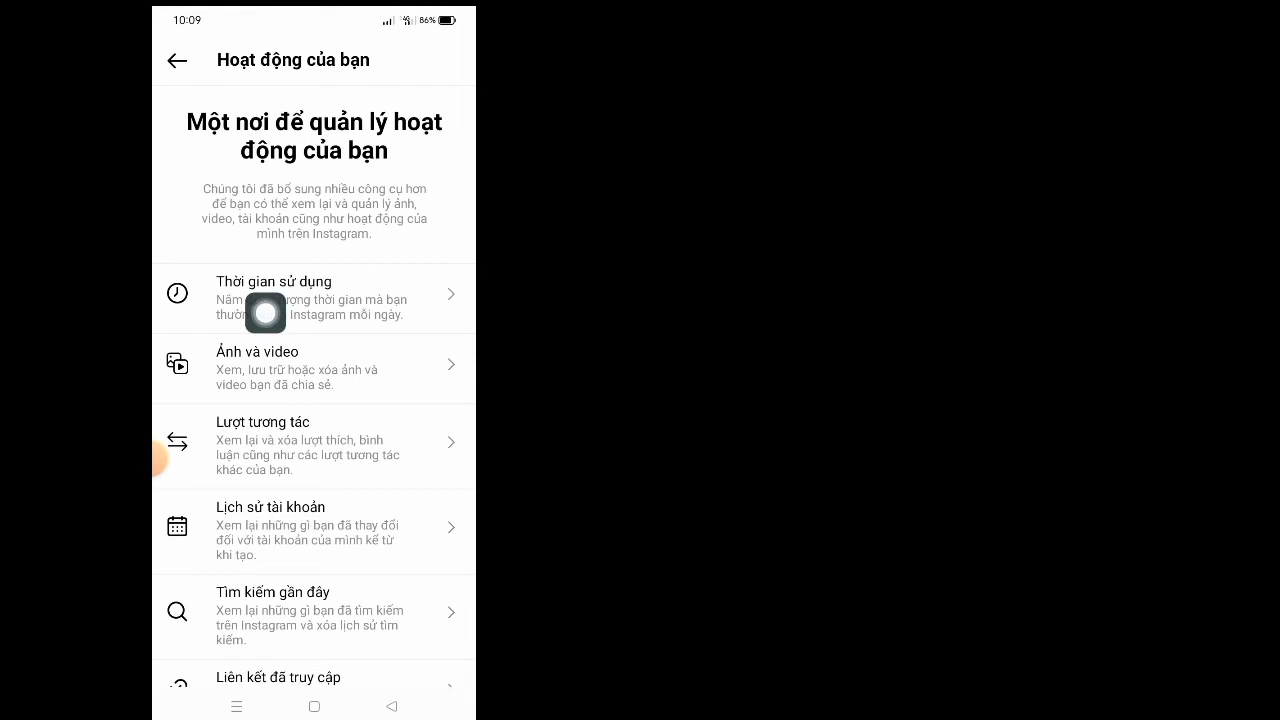 10:09
4G
86%
Hoạt động của bạn
Một nơi để quản lý hoạt
động của bạn
Chúng tôi đã bổ sung nhiều công cụ hơn
để bạn có thể xem lại và quản lý ảnh,
video, tài khoản cũng như hoạt động của
mình trên Instagram.
Thời gian sử dụng
thời gian mà bạn
Instagram mỗi ngày.
Ảnh và video
Xem, lưu trữ hoặc xóa ảnh và
video bạn đã chia sẻ.
Lượt tương tác
Xem lại và xóa lượt thích, bình
luận cũng như các lượt tương tác
khác của bạn.
Lịch sử tài khoản
Xem lại những gì bạn đã thay đổi
đối với tài khoản của mình kể từ
khi tạo.
Tìm kiếm gần đây
Xem lại những gì bạn đã tìm kiếm
trên Instagram và xóa lịch sử tìm
kiếm.
Liên kết đã truy cập